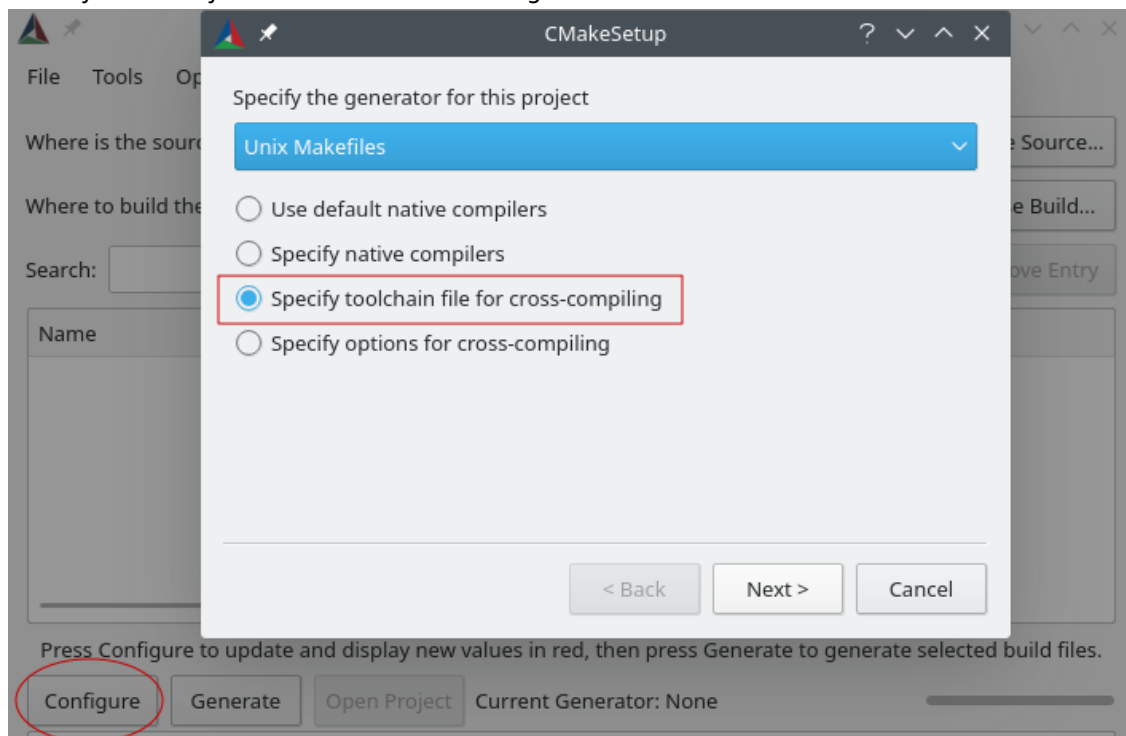 CMakeSetup
File Tools Op
Specify the generator for this project
Unix Makefiles
Where is the sourc
e Source...
Use default native compilers
Where to build the
e Build...
Specify native compilers
Search:
ove Entry
Specify toolchain file for cross-compiling
Name
Specify options for cross-compiling
< Back Next > Cancel
Press Configure to update and display new values in red, then press Generate to generate selected build files.
Configure Generate Open Project Current Generator: None